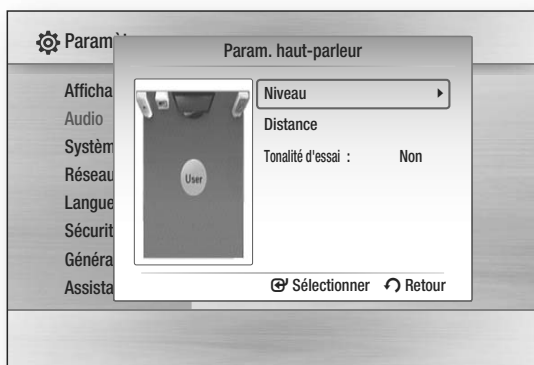 Param
Param. haut-parleur
Afficha
Audio
Systèm
Réseau
Langue
Sécurit
Généra
Assista
User
Niveau
Distance
Tonalité d'essai : Non
Sélectionner Retour